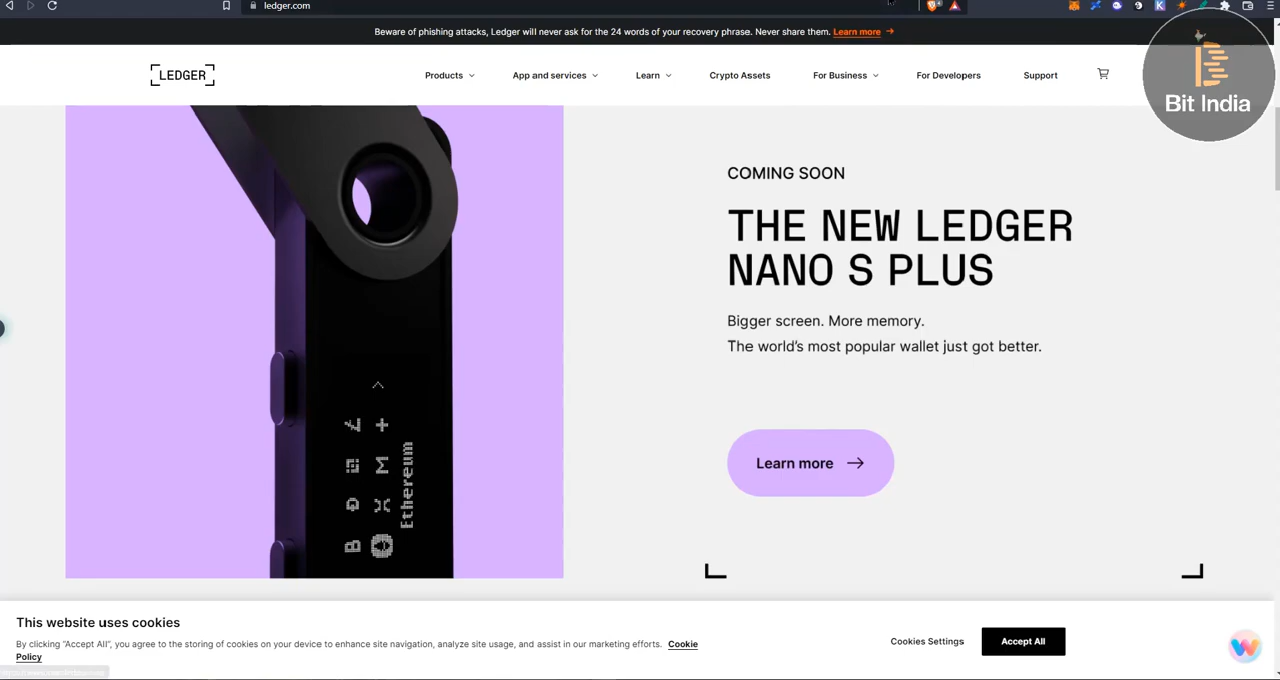 ledger.com
Beware of phishing attacks, Ledger will never ask for the 24 words of your recovery phrase. Never share them. Learn more
LEDGER
Products
App and services
Learn
Crypto Assets
For Business
For Developers
Support
Bit India
COMING SOON
THE NEW LEDGER
NANO S PLUS
Bigger screen. More memory.
The world's most popular wallet just got better.
Learn more
Ethereum
This website uses cookies
By clicking “Accept All”, you agree to the storing of cookies on your device to enhance site navigation, analyze site usage, and assist in our marketing efforts. Cookie
Policy
Cookies Settings
Accept All